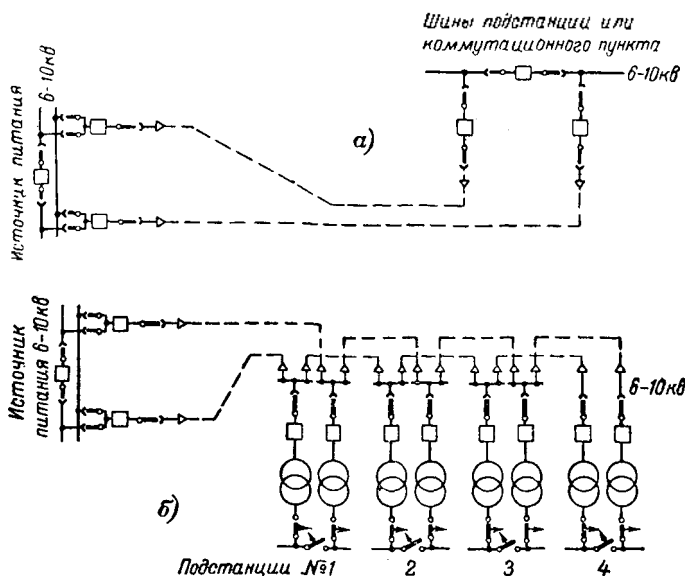 Шины подстанции или
коммутационного пункта
6-10кв
Источник питания
6-10кв
а)
Источник
питания 6-10кв
6-10кв
б)
Подстанции №1 2 3 4